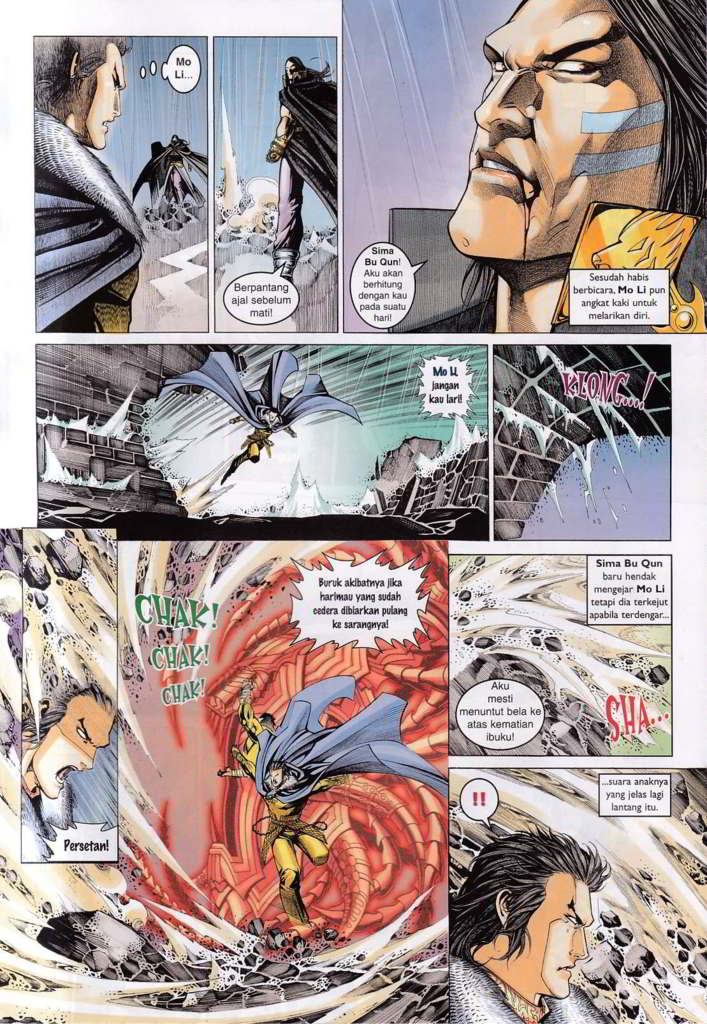 Mo
Li...
Berpantang
ajal sebelum
mati!
Sima
Bu Qun!
Aku akan
berhitung
dengan kau
pada suatu
hari!
Sesudah habis
berbicara, Mo Li pun
angkat kaki untuk
melarikan diri.
Mo Li,
jangan
kau lari!
KLONG...!
CHAK!
CHAK!
CHAK!
Buruk akibatnya jika
harimau yang sudah
cedera dibiarkan pulang
ke sarangnya!
Persetan!
Sima Bu Qun
baru hendak
mengejar Mo Li
tetapi dia terkejut
apabila terdengar...
Aku
mesti
menuntut bela ke
atas kematian
ibuku!
SHA...
...suara anaknya
yang jelas lagi
lantang itu.
!!